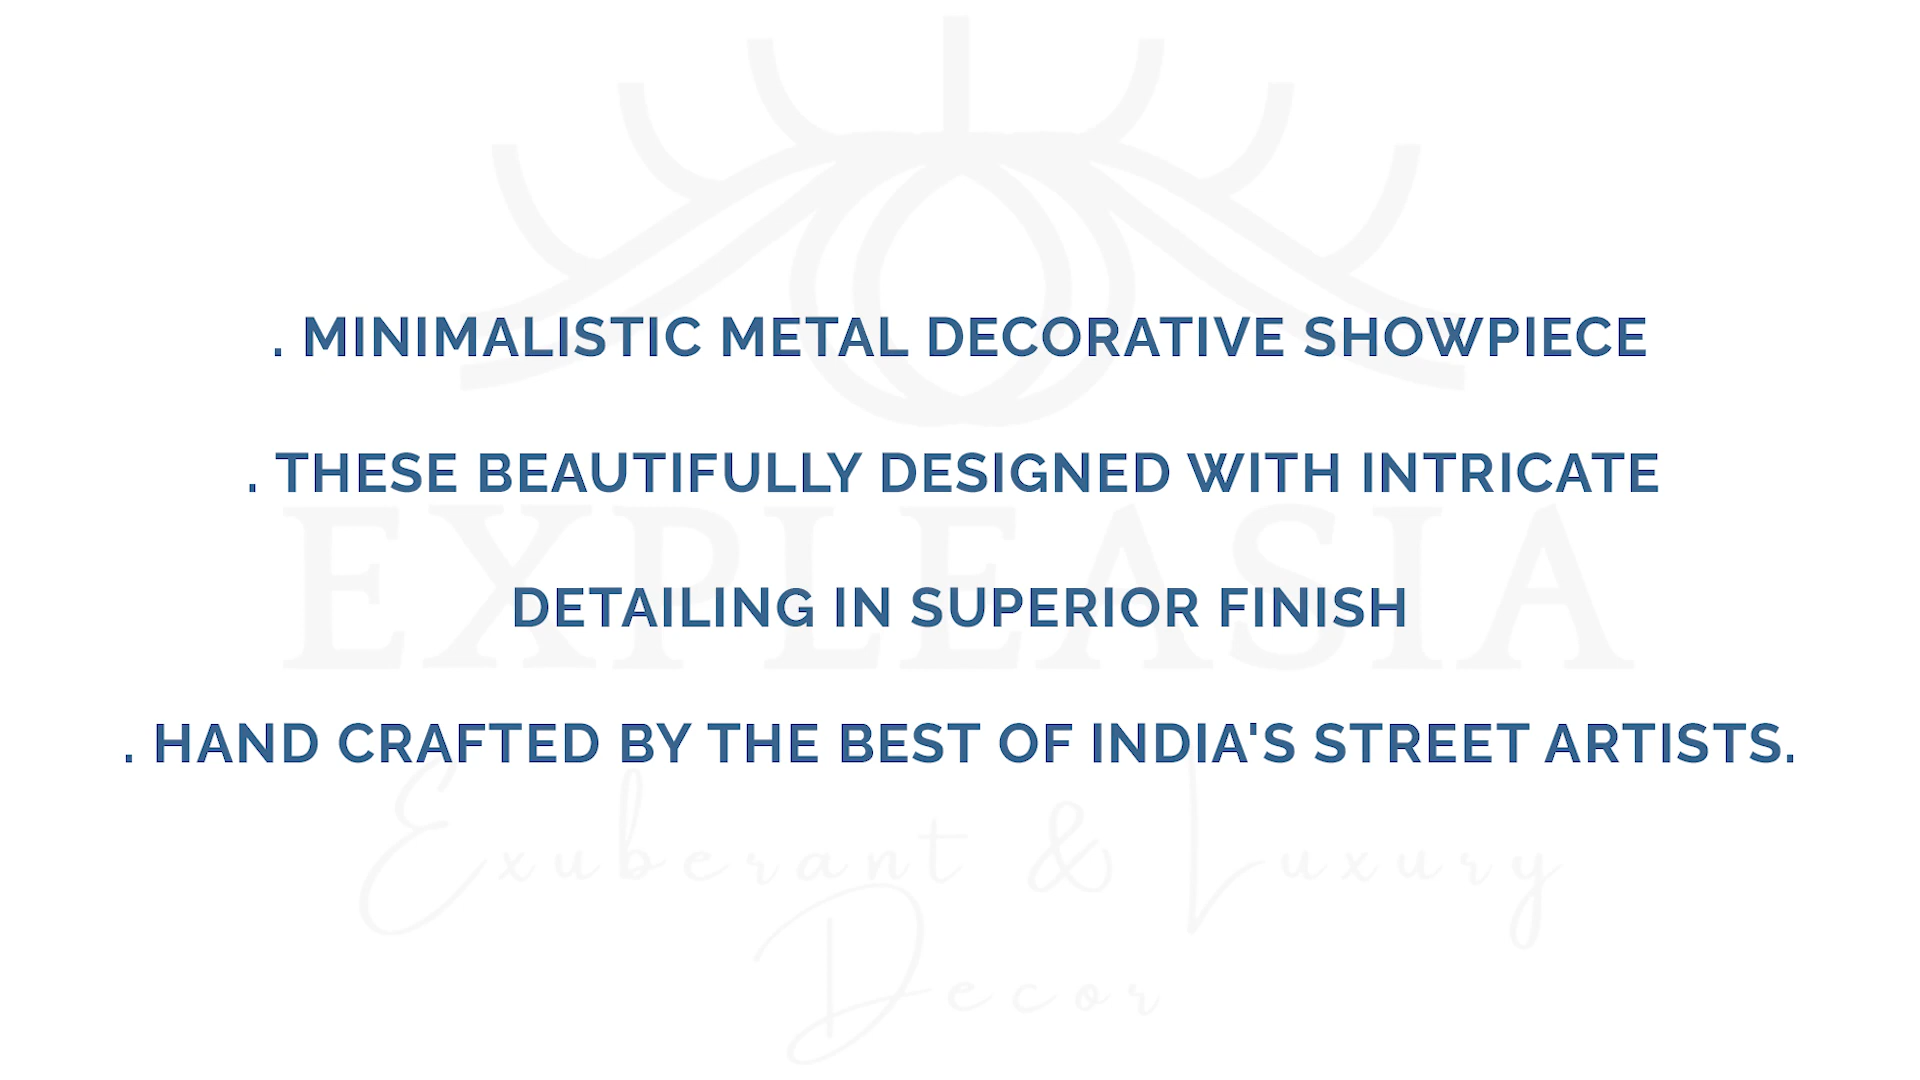 . MINIMALISTIC METAL DECORATIVE SHOWPIECE
. THESE BEAUTIFULLY DESIGNED WITH INTRICATE
EXPLEASIA
DETAILING IN SUPERIOR FINISH
. HAND CRAFTED BY THE BEST OF INDIA'S STREET ARTISTS.
Exuberant & Luxury
Decor